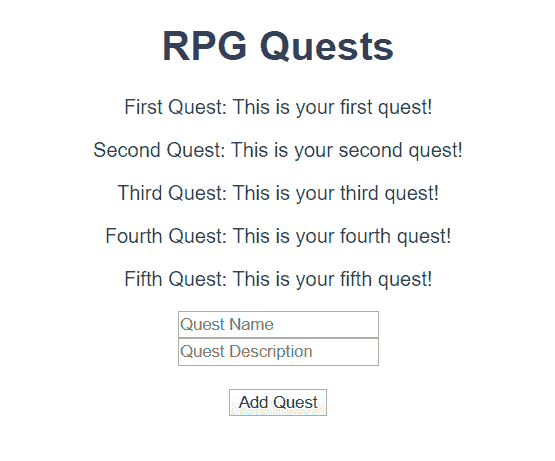 RPG Quests
First Quest: This is your first quest!
Second Quest: This is your second quest!
Third Quest: This is your third quest!
Fourth Quest: This is your fourth quest!
Fifth Quest: This is your fifth quest!
Quest Name
Quest Description
Add Quest